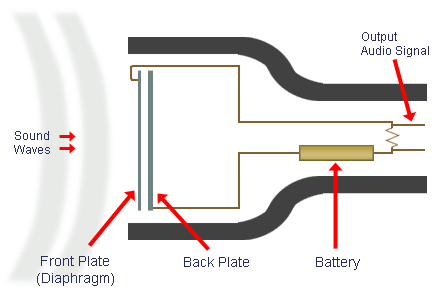 Output
Audio Signal
Sound
Waves
Front Plate
(Diaphragm)
Back Plate
Battery